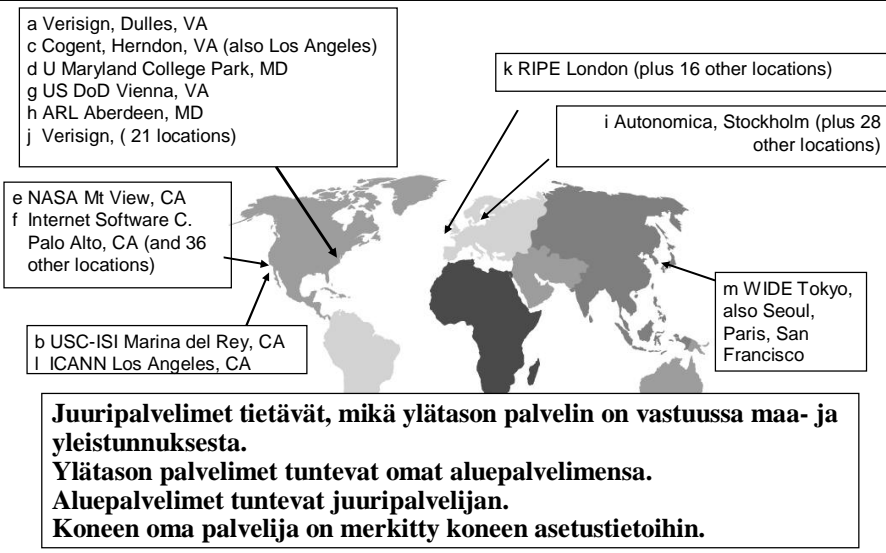 a Verisign, Dulles, VA
c Cogent, Herndon, VA (also Los Angeles)
d U Maryland College Park, MD
g US DoD Vienna, VA
h ARL Aberdeen, MD
j Verisign, ( 21 locations)
k RIPE London (plus 16 other locations)
i Autonomica, Stockholm (plus 28
other locations)
e NASA Mt View, CA
f Internet Software C.
Palo Alto, CA (and 36
other locations)
m WIDE Tokyo,
also Seoul,
Paris, San
Francisco
b USC-ISI Marina del Rey, CA
l ICANN Los Angeles, CA
Juuripalvelimet tietävät, mikä ylätason palvelin on vastuussa maa- ja
yleistunnuksesta.
Ylätason palvelimet tuntevat omat aluepalvelimensa.
Aluepalvelimet tuntevat juuripalvelijan.
Koneen oma palvelija on merkitty koneen asetustietoihin.